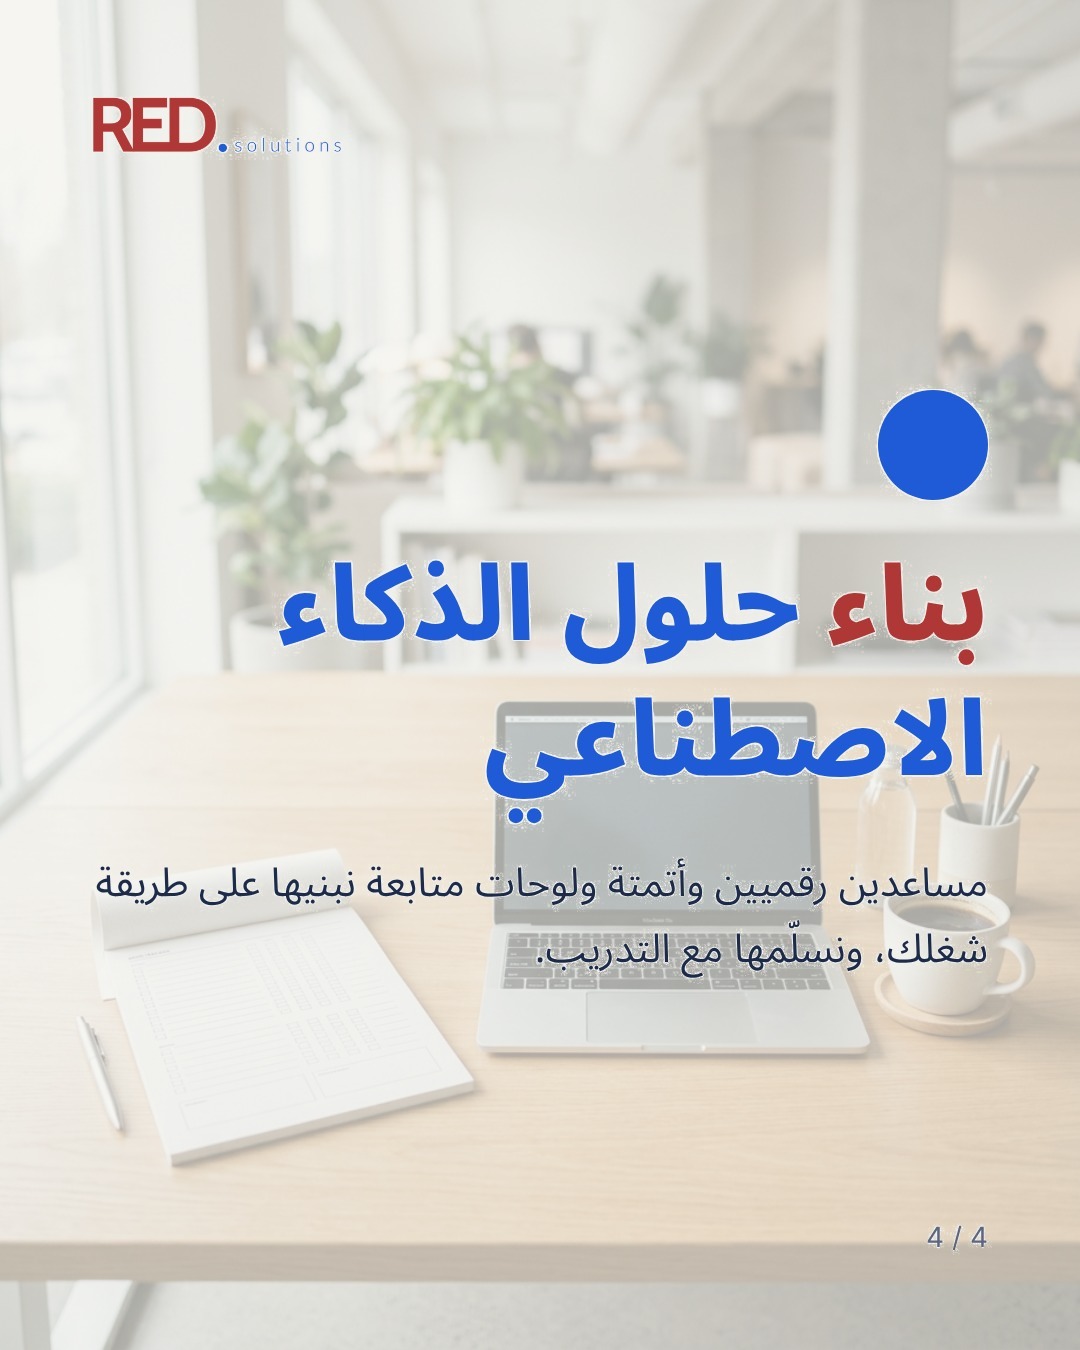 RED.solutions
بناء حلول الذكاء
الاصطناعي
مساعدين رقميين وأتمتة ولوحات متابعة نبنيها على طريقة
شغلك، ونسلّمها مع التدريب.
4 / 4